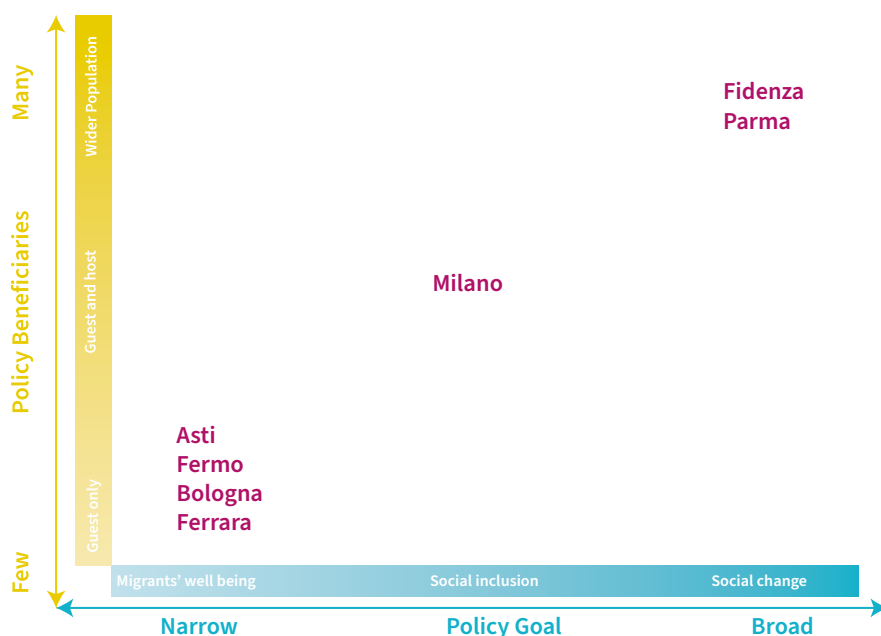 Many
Policy Beneficiaries
Few
Wider Population
Guest and host
Guest only
Fidenza
Parma
Milano
Asti
Fermo
Bologna
Ferrara
Migrants’ well being
Social inclusion
Social change
Narrow
Policy Goal
Broad